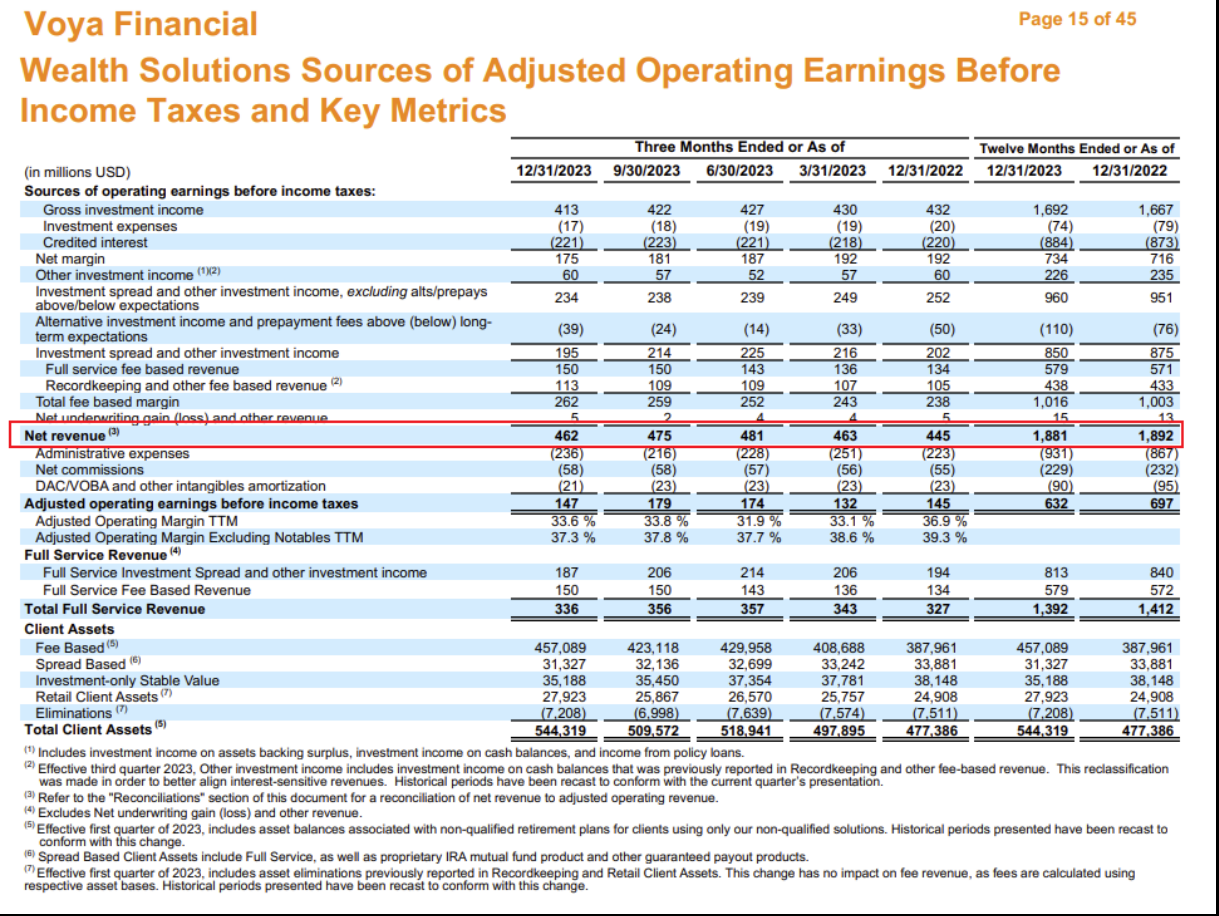 Voya Financial
Page 15 of 45
Wealth Solutions Sources of Adjusted Operating Earnings Before
Income Taxes and Key Metrics
Three Months Ended or As of Twelve Months Ended or As of
(in millions USD) 12/31/2023 9/30/2023 6/30/2023 3/31/2023 12/31/2022 12/31/2023 12/31/2022
Sources of operating earnings before income taxes:
Gross investment income 413 422 427 430 432 1,692 1,667
Investment expenses (17) (18) (19) (19) (20) (74) (79)
Credited interest (221) (223) (221) (218) (220) (884) (873)
Net margin 175 181 187 192 192 734 716
Other investment income (1)(2) 60 57 52 57 60 226 235
Investment spread and other investment income, excluding alts/prepays
above/below expectations 234 238 239 249 252 960 951
Alternative investment income and prepayment fees above (below) long-
term expectations (39) (24) (14) (33) (50) (110) (76)
Investment spread and other investment income 195 214 225 216 202 850 875
Full service fee based revenue 150 150 143 136 134 579 571
Recordkeeping and other fee based revenue (2) 113 109 109 107 105 438 433
Total fee based margin 262 259 252 243 238 1,016 1,003
Net underwriting gain (loss) and other revenue 5 2 4 4 5 15 13
Net revenue (3) 462 475 481 463 445 1,881 1,892
Administrative expenses (236) (216) (228) (251) (223) (931) (867)
Net commissions (58) (58) (57) (56) (55) (229) (232)
DAC/VOBA and other intangibles amortization (21) (23) (23) (23) (23) (90) (95)
Adjusted operating earnings before income taxes 147 179 174 132 145 632 697
Adjusted Operating Margin TTM 33.6 % 33.8 % 31.9 % 33.1 % 36.9 %
Adjusted Operating Margin Excluding Notables TTM 37.3 % 37.8 % 37.7 % 38.6 % 39.3 %
Full Service Revenue (4)
Full Service Investment Spread and other investment income 187 206 214 206 194 813 840
Full Service Fee Based Revenue 150 150 143 136 134 579 572
Total Full Service Revenue 336 356 357 343 327 1,392 1,412
Client Assets
Fee Based (5) 457,089 423,118 429,958 408,688 387,961 457,089 387,961
Spread Based (6) 31,327 32,136 32,699 33,242 33,881 31,327 33,881
Investment-only Stable Value 35,188 35,450 37,354 37,781 38,148 35,188 38,148
Retail Client Assets (7) 27,923 25,867 26,570 25,757 24,908 27,923 24,908
Eliminations (7) (7,208) (6,998) (7,639) (7,574) (7,511) (7,208) (7,511)
Total Client Assets (5) 544,319 509,572 518,941 497,895 477,386 544,319 477,386
(1) Includes investment income on assets backing surplus, investment income on cash balances, and income from policy loans.
(2) Effective third quarter 2023, Other investment income includes investment income on cash balances that was previously reported in Recordkeeping and other fee-based revenue. This reclassification
was made in order to better align interest-sensitive revenues. Historical periods have been recast to conform with the current quarter's presentation.
(3) Refer to the "Reconciliations" section of this document for a reconciliation of net revenue to adjusted operating revenue.
(4) Excludes Net underwriting gain (loss) and other revenue.
(5) Effective first quarter of 2023, includes asset balances associated with non-qualified retirement plans for clients using only our non-qualified solutions. Historical periods presented have been recast to
conform with this change.
(6) Spread Based Client Assets include Full Service, as well as proprietary IRA mutual fund product and other guaranteed payout products.
(7) Effective first quarter of 2023, includes asset eliminations previously reported in Recordkeeping and Retail Client Assets. This change has no impact on fee revenue, as fees are calculated using
respective asset bases. Historical periods presented have been recast to conform with this change.